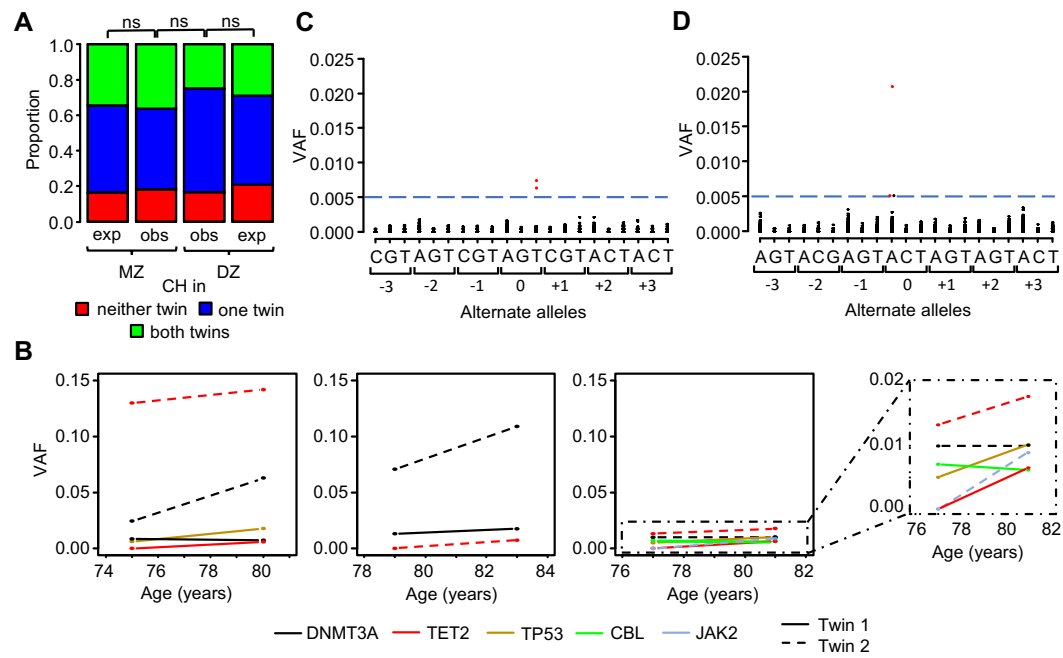 A
ns ns ns
Proportion
1.0
0.8
0.6
0.4
0.2
0.0
exp obs obs exp
MZ DZ
CH in
neither twin one twin
both twins
C
VAF
0.025
0.020
0.015
0.010
0.005
0.000
C G T A G T C G T A G T C G T A C T A C T
-3 -2 -1 0 +1 +2 +3
Alternate alleles
D
VAF
0.025
0.020
0.015
0.010
0.005
0.000
A G T A C G A G T A C T A G T A G T A C T
-3 -2 -1 0 +1 +2 +3
Alternate alleles
B
VAF
0.15
0.10
0.05
0.00
74 76 78 80
Age (years)
0.15
0.10
0.05
0.00
78 80 82 84
Age (years)
0.15
0.10
0.05
0.00
76 78 80 82
Age (years)
0.02
0.01
0.00
76 78 80 82
Age (years)
DNMT3A TET2 TP53 CBL JAK2 Twin 1
Twin 2